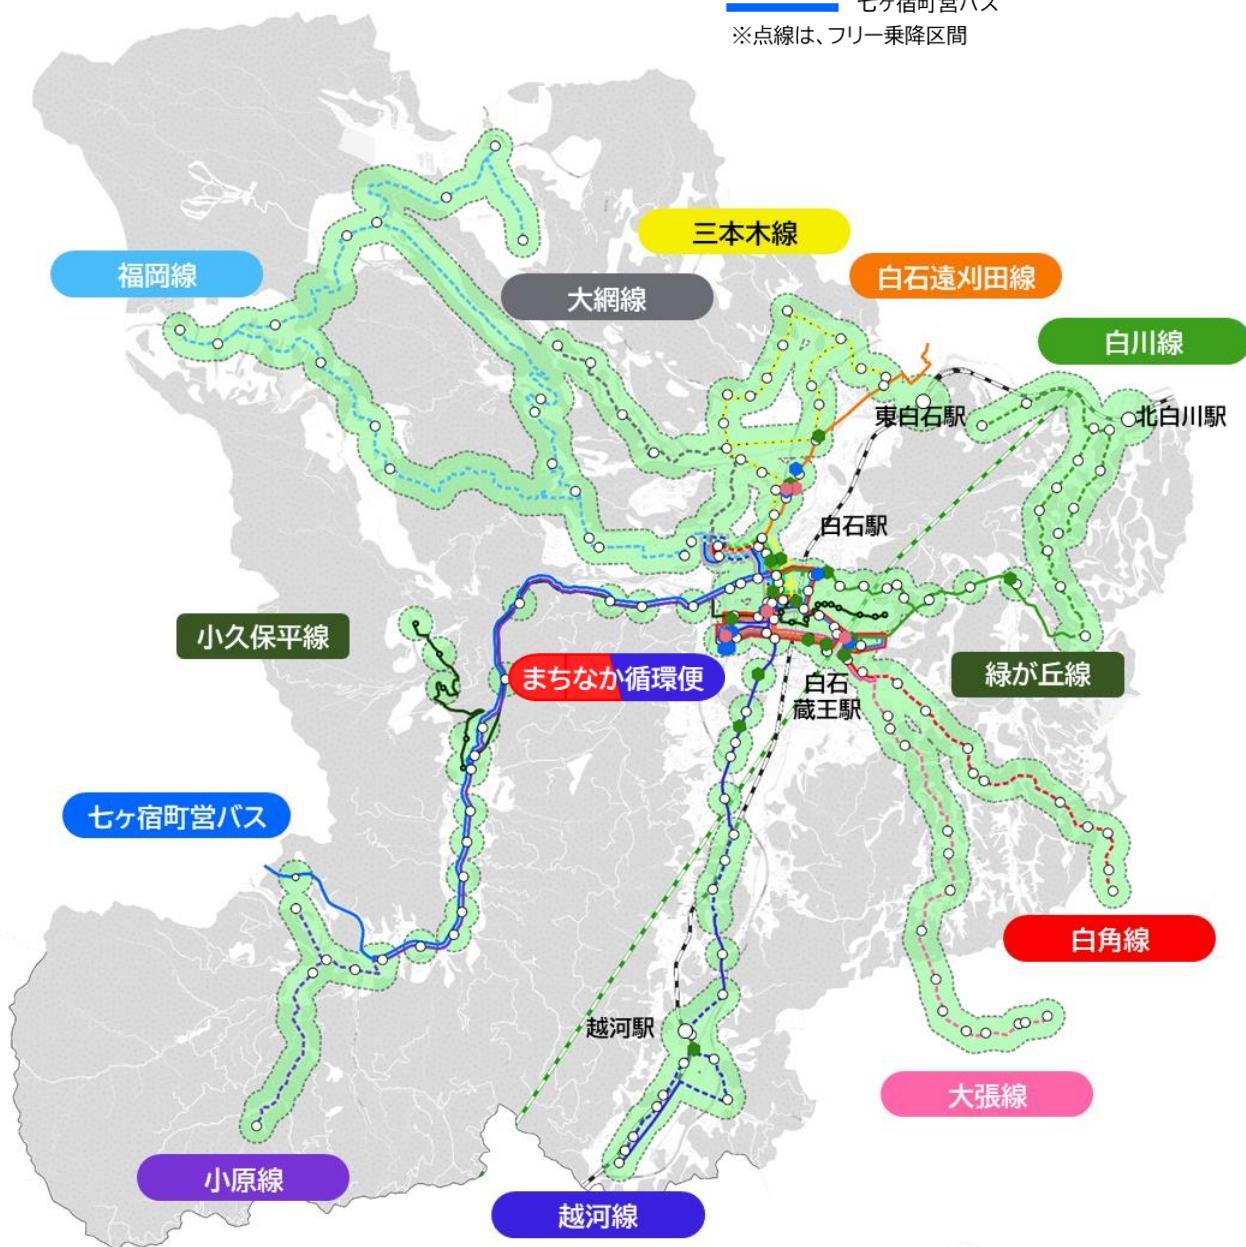 七ヶ宿町営バス
※点線は、フリー乗降区間
三本木線
福岡線
白石遠刈田線
大網線
白川線
東白石駅
北白川駅
白石駅
小久保平線
まちなか循環便
緑が丘線
白石
蔵王駅
七ヶ宿町営バス
白角線
越河駅
大張線
小原線
越河線